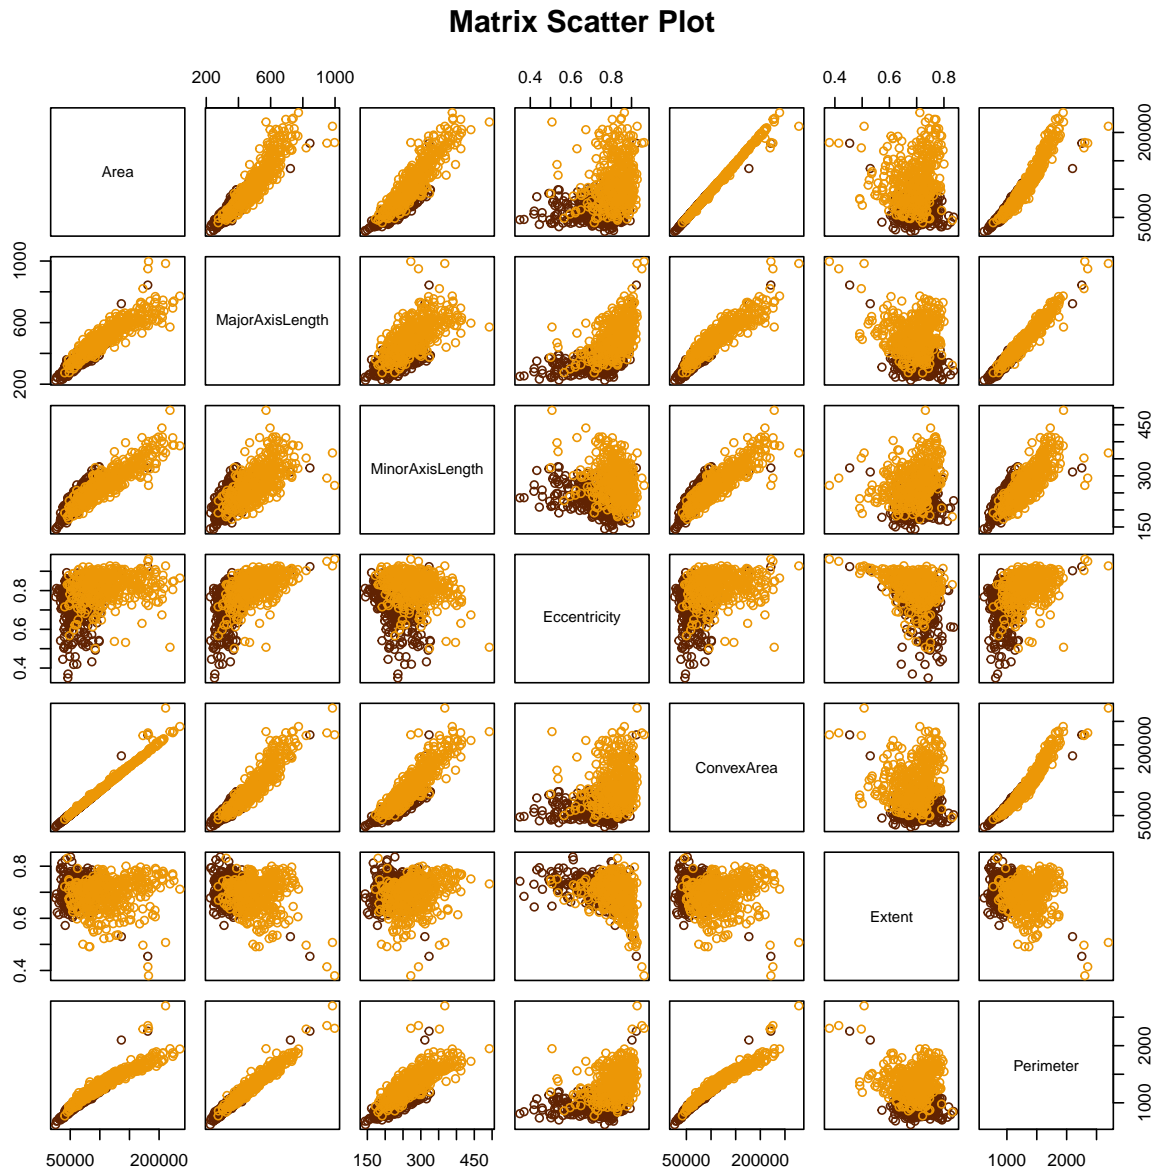 Matrix Scatter Plot
200 600 1000 0.4 0.6 0.8 0.4 0.6 0.8
Area
50000 200000
200 600 1000
MajorAxisLength
MinorAxisLength
150 300 450
0.4 0.6 0.8
Eccentricity
ConvexArea
50000 200000
0.4 0.6 0.8
Extent
Perimeter
1000 2000
50000 200000 150 300 450 50000 200000 1000 2000